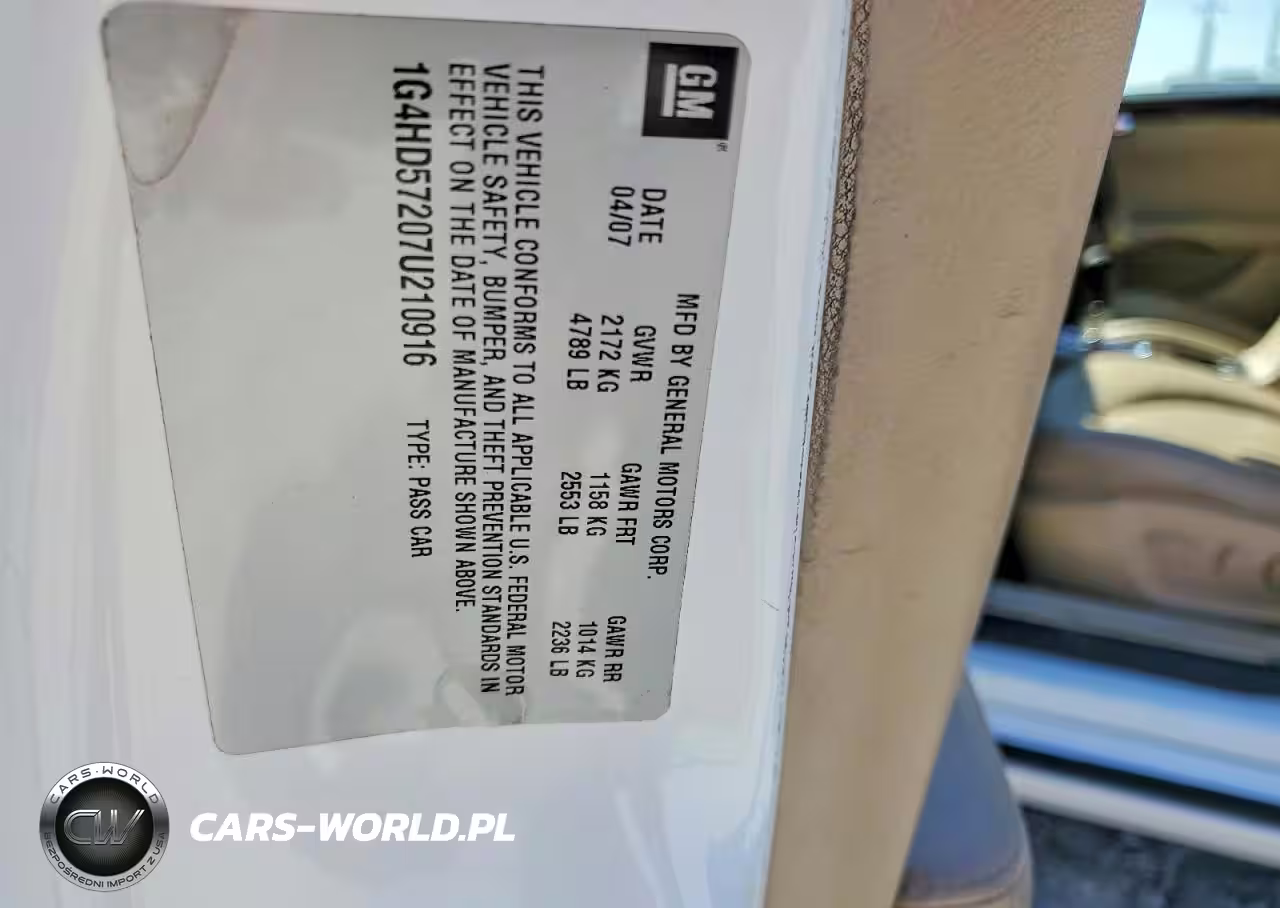 GM
MFD BY GENERAL MOTORS CORP.
DATE GVWR GAWR FRT GAWR RR
04/07 2172 KG 1158 KG 1014 KG
4789 LB 2553 LB 2236 LB
THIS VEHICLE CONFORMS TO ALL APPLICABLE U.S. FEDERAL MOTOR
VEHICLE SAFETY, BUMPER, AND THEFT PREVENTION STANDARDS IN
EFFECT ON THE DATE OF MANUFACTURE SHOWN ABOVE.
1G4HD57207U210916 TYPE: PASS CAR
CARS-WORLD
CW
BEZPOŚREDNI IMPORT Z USA
CARS-WORLD.PL